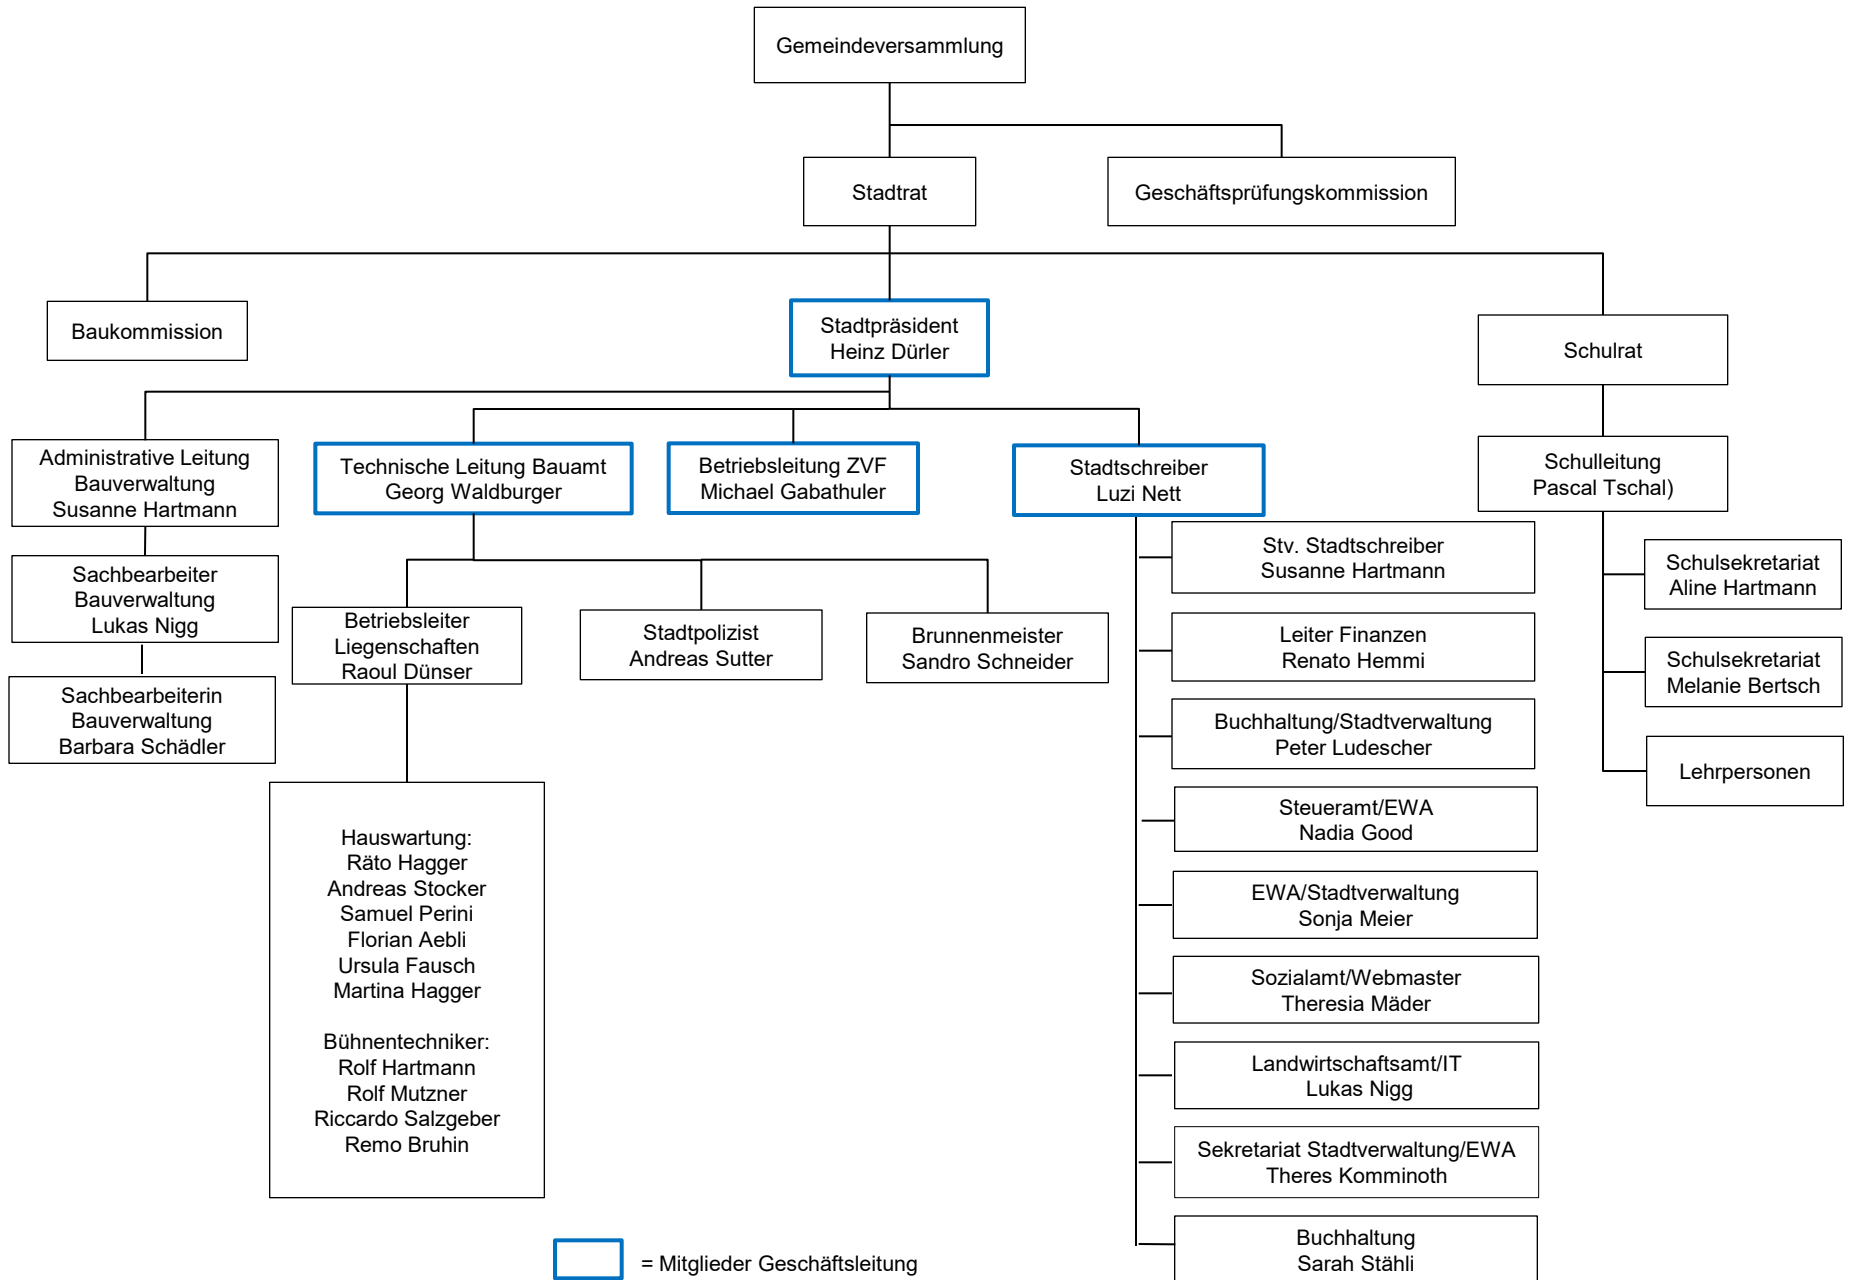 Gemeindeversammlung
Stadtrat
Geschäftsprüfungskommission
Baukommission
Stadtpräsident
Heinz Dürler
Schulrat
Administrative Leitung
Bauverwaltung
Susanne Hartmann
Technische Leitung Bauamt
Georg Waldburger
Betriebsleitung ZVF
Michael Gabathuler
Stadtschreiber
Luzi Nett
Schulleitung
Pascal Tschal)
Sachbearbeiter
Bauverwaltung
Lukas Nigg
Sachbearbeiterin
Bauverwaltung
Barbara Schädler
Betriebsleiter
Liegenschaften
Raoul Dünser
Stadtpolizist
Andreas Sutter
Brunnenmeister
Sandro Schneider
Hauswartung:
Räto Hagger
Andreas Stocker
Samuel Perini
Florian Aebli
Ursula Fausch
Martina Hagger
Bühnentechniker:
Rolf Hartmann
Rolf Mutzner
Riccardo Salzgeber
Remo Bruhin
Stv. Stadtschreiber
Susanne Hartmann
Leiter Finanzen
Renato Hemmi
Buchhaltung/Stadtverwaltung
Peter Ludescher
Steueramt/EWA
Nadia Good
EWA/Stadtverwaltung
Sonja Meier
Sozialamt/Webmaster
Theresia Mäder
Landwirtschaftsamt/IT
Lukas Nigg
Sekretariat Stadtverwaltung/EWA
Theres Komminoth
Buchhaltung
Sarah Stähli
Schulsekretariat
Aline Hartmann
Schulsekretariat
Melanie Bertsch
Lehrpersonen
= Mitglieder Geschäftsleitung